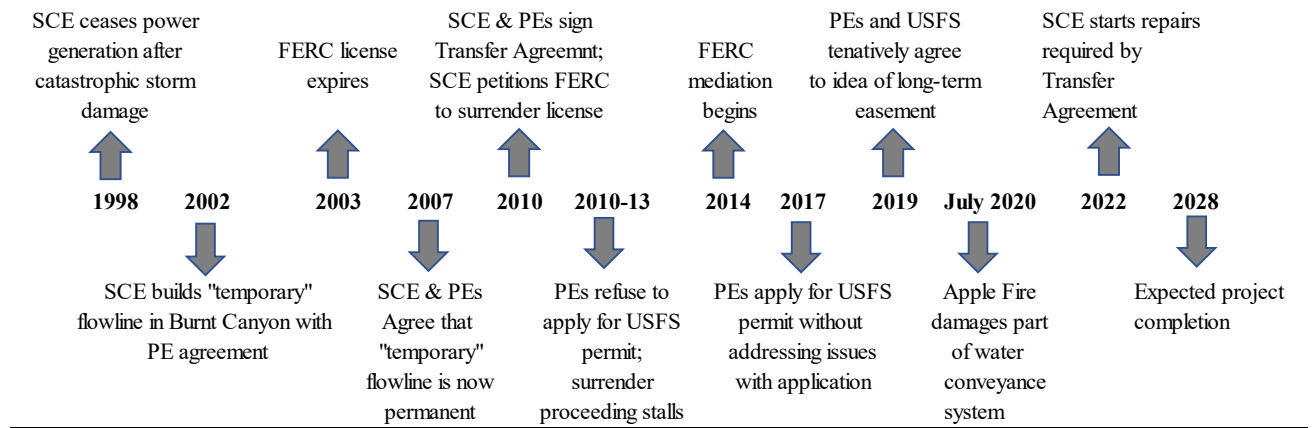 SCE ceases power
generation after
catastrophic storm
damage
FERC license
expires
SCE & PEs sign
Transfer Agreemnt;
SCE petitions FERC
to surrender license
FERC
mediation
begins
PEs and USFS
tenatively agree
to idea of long-term
easement
SCE starts repairs
required by
Transfer
Agreement
1998 2002 2003 2007 2010 2010-13 2014 2017 2019 July 2020 2022 2028
SCE builds "temporary"
flowline in Burnt Canyon with
PE agreement
SCE & PEs
Agree that
"temporary"
flowline is now
permanent
PEs refuse to
apply for USFS
permit;
surrender
proceeding stalls
PEs apply for USFS
permit without
addressing issues
with application
Apple Fire
damages part
of water
conveyance
system
Expected project
completion